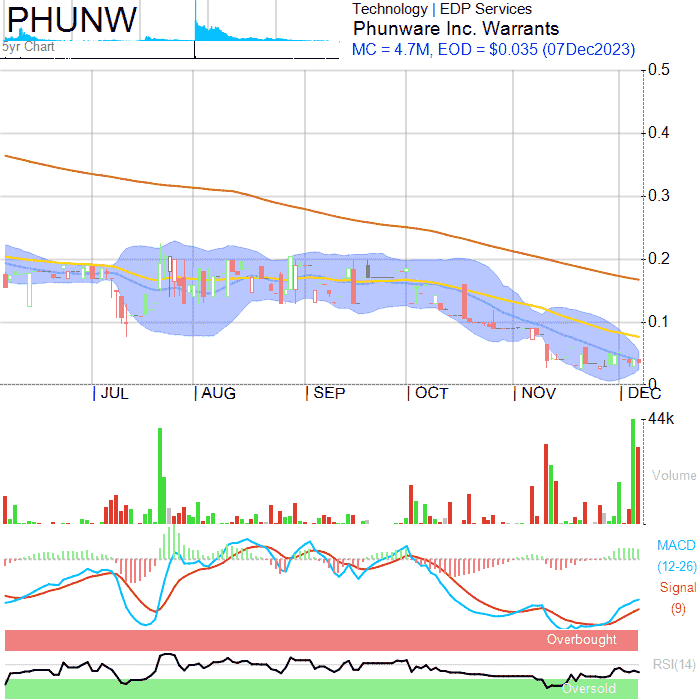 PHUNW
5yr Chart
Technology | EDP Services
Phunware Inc. Warrants
MC = 4.7M, EOD = $0.035 (07Dec2023)
0.5
0.4
0.3
0.2
0.1
0
JUL AUG SEP OCT NOV DEC
44k
Volume
MACD
(12-26)
Signal
(9)
Overbought
RSI(14)
Oversold